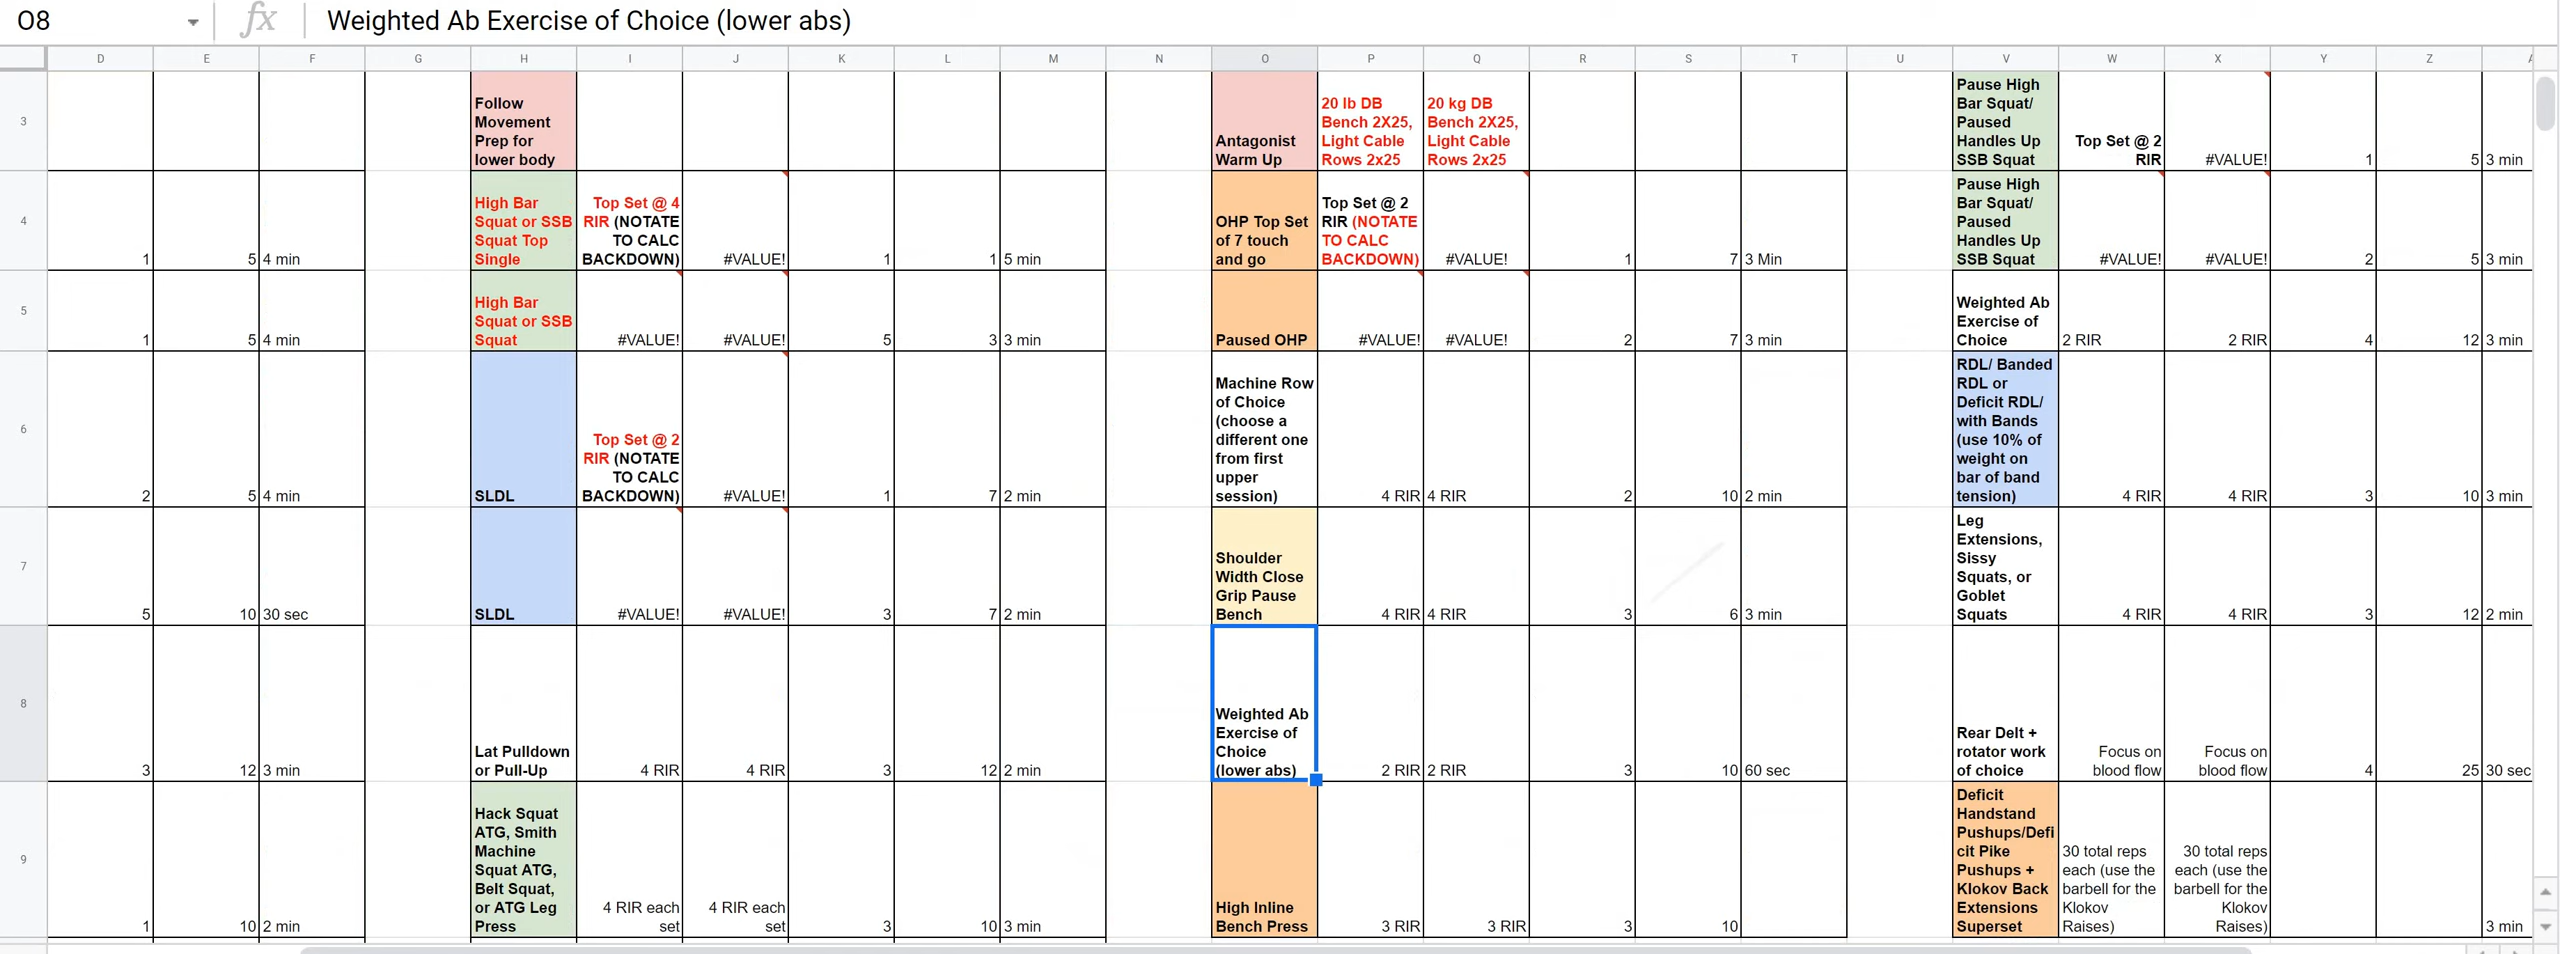 O8 fx Weighted Ab Exercise of Choice (lower abs)
D E F G H I J K L M N O P Q R S T U V W X Y Z
3
Follow
Movement
Prep for
lower body
Antagonist
Warm Up
20 lb DB
Bench 2X25,
Light Cable
Rows 2x25
20 kg DB
Bench 2X25,
Light Cable
Rows 2x25
Pause High
Bar Squat/
Paused
Handles Up
SSB Squat
Top Set @ 2
RIR
#VALUE!
1
5
3 min
4
1
5
4 min
High Bar
Squat or SSB
Squat Top
Single
Top Set @ 4
RIR (NOTATE
TO CALC
BACKDOWN)
#VALUE!
1
1
5 min
OHP Top Set
of 7 touch
and go
Top Set @ 2
RIR (NOTATE
TO CALC
BACKDOWN)
#VALUE!
1
7
3 Min
Pause High
Bar Squat/
Paused
Handles Up
SSB Squat
#VALUE!
#VALUE!
2
5
3 min
5
1
5
4 min
High Bar
Squat or SSB
Squat
#VALUE!
#VALUE!
5
3
3 min
Paused OHP
#VALUE!
#VALUE!
2
7
3 min
Weighted Ab
Exercise of
Choice
2 RIR
2 RIR
4
12
3 min
6
2
5
4 min
SLDL
Top Set @ 2
RIR (NOTATE
TO CALC
BACKDOWN)
#VALUE!
1
7
2 min
Machine Row
of Choice
(choose a
different one
from first
upper
session)
4 RIR
4 RIR
2
10
2 min
RDL/ Banded
RDL or
Deficit RDL/
with Bands
(use 10% of
weight on
bar of band
tension)
4 RIR
4 RIR
3
10
3 min
7
5
10
30 sec
SLDL
#VALUE!
#VALUE!
3
7
2 min
Shoulder
Width Close
Grip Pause
Bench
4 RIR
4 RIR
3
6
3 min
Leg
Extensions,
Sissy
Squats, or
Goblet
Squats
4 RIR
4 RIR
3
12
2 min
8
3
12
3 min
Lat Pulldown
or Pull-Up
4 RIR
4 RIR
3
12
2 min
Weighted Ab
Exercise of
Choice
(lower abs)
2 RIR
2 RIR
3
10
60 sec
Rear Delt +
rotator work
of choice
Focus on
blood flow
Focus on
blood flow
4
25
30 sec
9
1
10
2 min
Hack Squat
ATG, Smith
Machine
Squat ATG,
Belt Squat,
or ATG Leg
Press
4 RIR each
set
4 RIR each
set
3
10
3 min
High Inline
Bench Press
3 RIR
3 RIR
3
10
Deficit
Handstand
Pushups/Defi
cit Pike
Pushups +
Klokov Back
Extensions
Superset
30 total reps
each (use the
barbell for the
Klokov
Raises)
30 total reps
each (use the
barbell for the
Klokov
Raises)
3 min